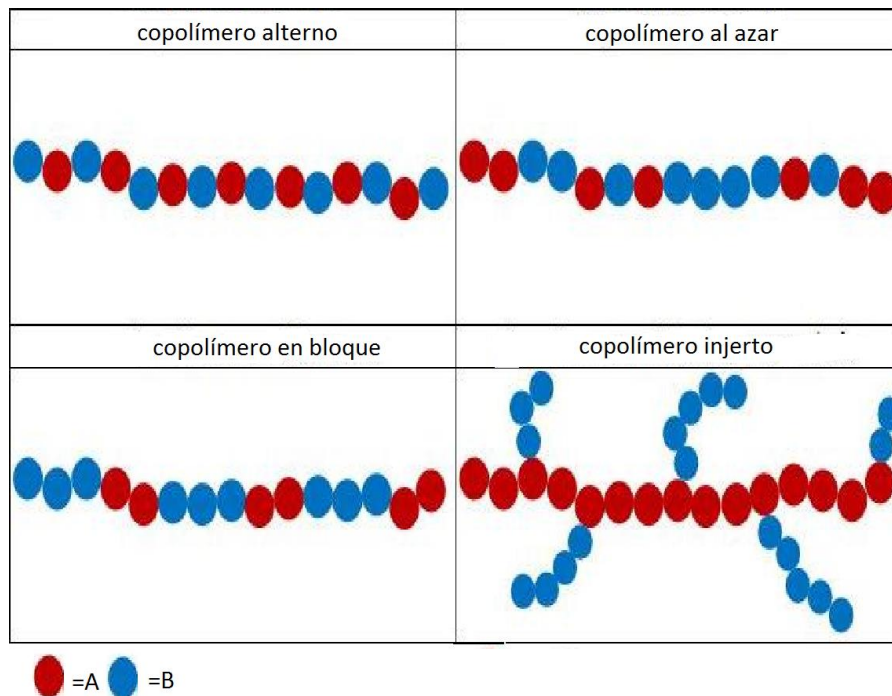 copolímero alterno
copolímero al azar
copolímero en bloque
copolímero injerto
=A =B